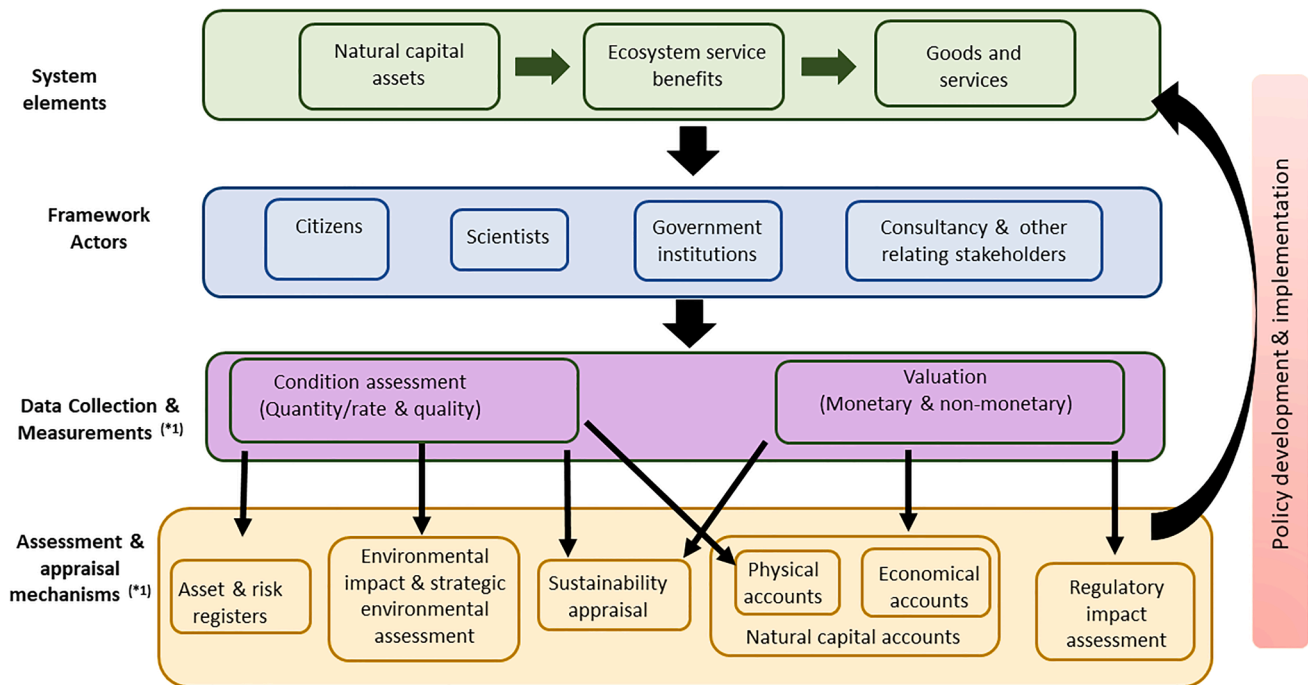 System
elements
Natural capital
assets
Ecosystem service
benefits
Goods and
services
Framework
Actors
Citizens
Scientists
Government
institutions
Consultancy & other
relating stakeholders
Data Collection &
Measurements (*1)
Condition assessment
(Quantity/rate & quality)
Valuation
(Monetary & non-monetary)
Assessment &
appraisal
mechanisms (*1)
Asset & risk
registers
Environmental
impact & strategic
environmental
assessment
Sustainability
appraisal
Physical
accounts
Economical
accounts
Natural capital accounts
Regulatory
impact
assessment
Policy development & implementation